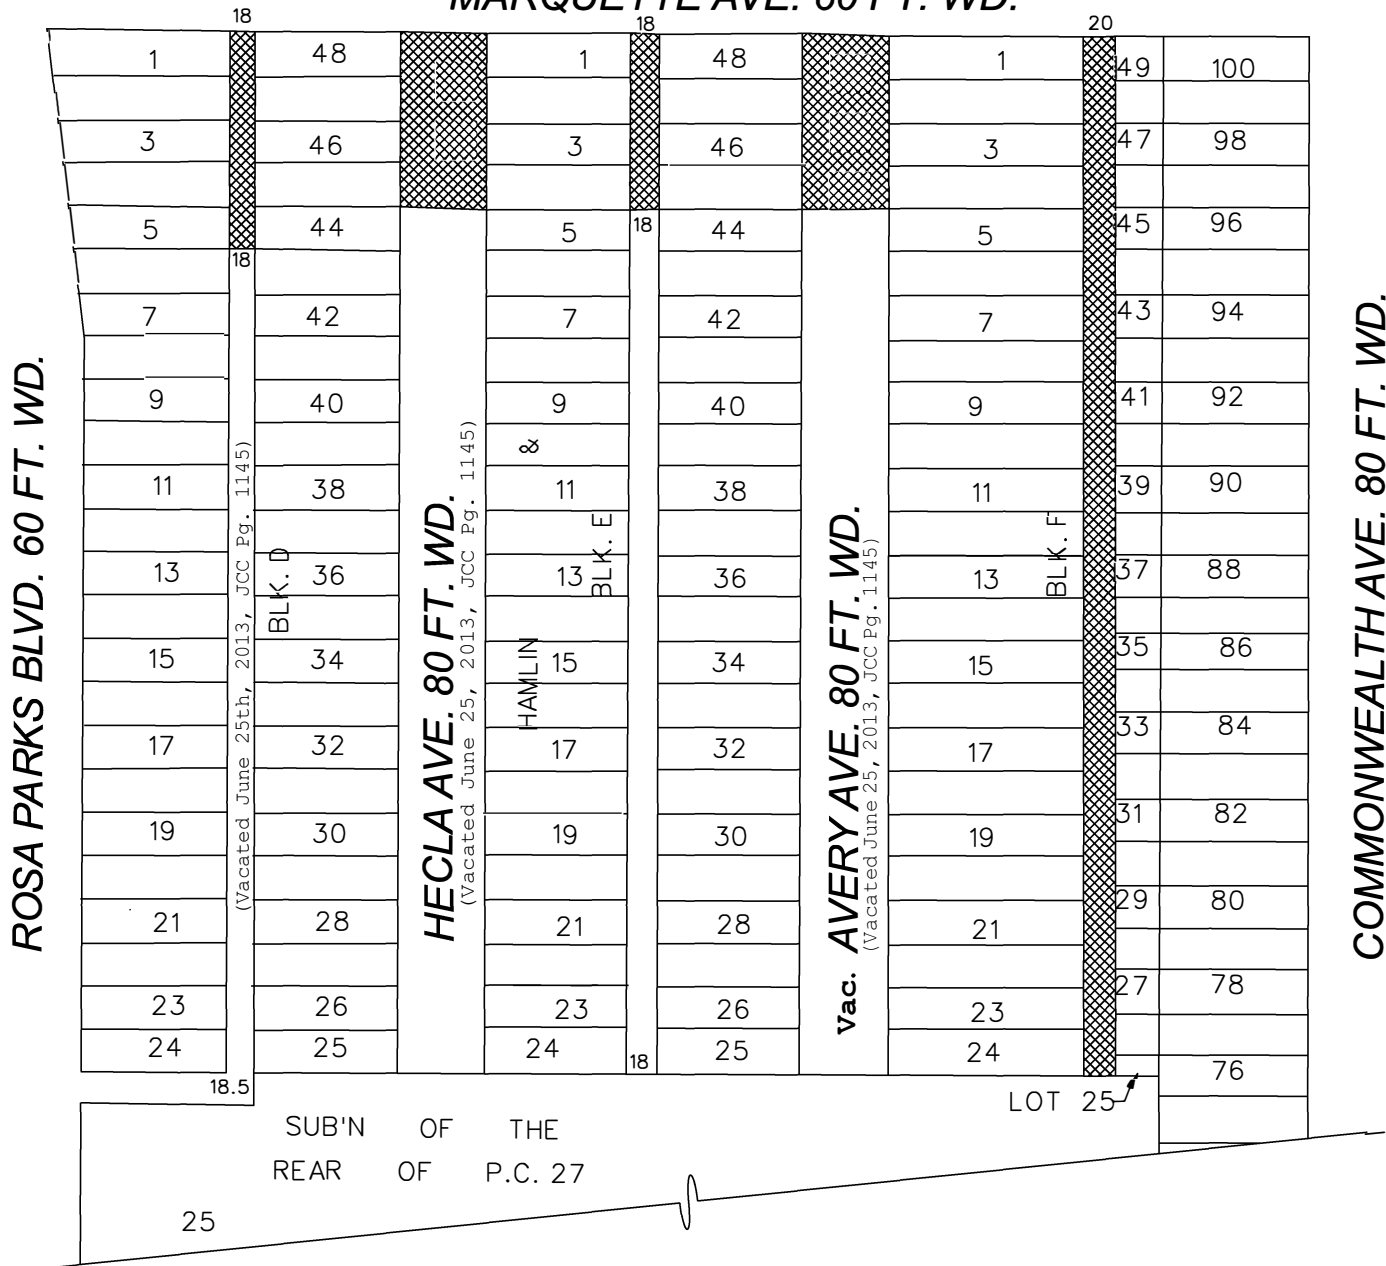 MARQUETTE AVE. 60 FT. WD.
18 18 20
1 48 1 48 1 49 100
3 46 3 46 3 47 98
5 44 5 18 44 5 45 96
18
7 42 7 42 7 43 94
9 40 9 40 9 41 92
11 38 11 38 11 39 90
13 36 13 36 13 37 88
15 34 15 34 15 35 86
17 32 17 32 17 33 84
19 30 19 30 19 31 82
21 28 21 28 21 29 80
23 26 23 26 23 27 78
24 25 24 18 25 24 76
18.5
LOT 25
ROSA PARKS BLVD. 60 FT. WD.
(Vacated June 25th, 2013, JCC Pg. 1145)
BLK. D
HECLA AVE. 80 FT. WD.
(Vacated June 25, 2013, JCC Pg. 1145)
HAMLIN &
BLK. E
Vac. AVERY AVE. 80 FT. WD.
(Vacated June 25, 2013, JCC Pg. 1145)
BLK. F
COMMONWEALTH AVE. 80 FT. WD.
SUB'N OF THE
REAR OF P.C. 27
25